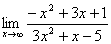 lim x→∞ (−x² + 3x + 1)/(3x² + x − 5)